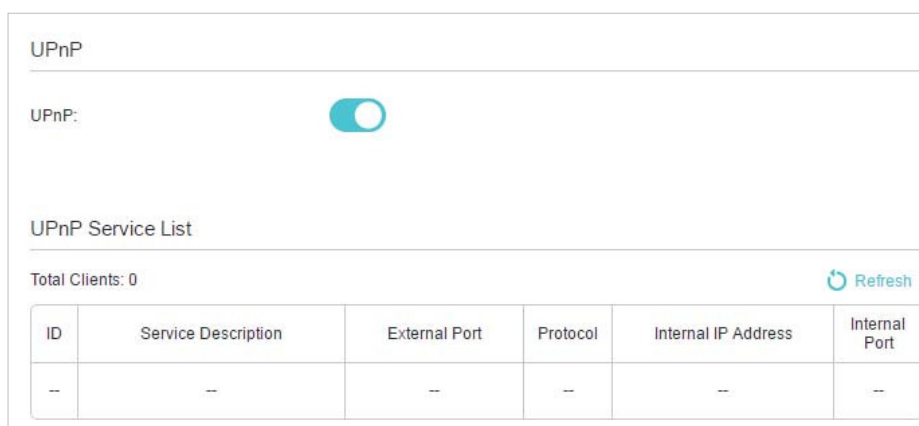 UPnP
UPnP:
UPnP Service List
Total Clients: 0
Refresh
ID Service Description External Port Protocol Internal IP Address Internal Port
-- -- -- -- -- --